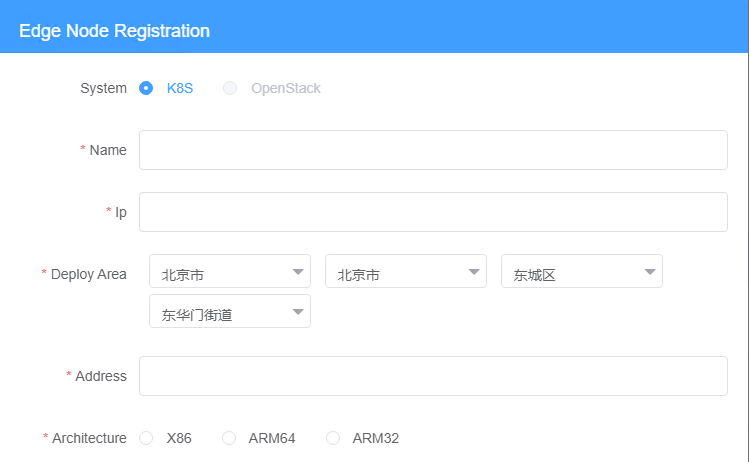 Edge Node Registration
System K8S OpenStack
* Name
* Ip
* Deploy Area 北京市 北京市 东城区
东华门街道
* Address
* Architecture X86 ARM64 ARM32